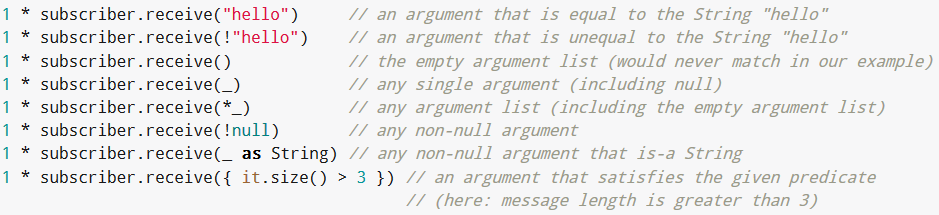 1 * subscriber.receive("hello")     // an argument that is equal to the String "hello"
1 * subscriber.receive(!"hello")    // an argument that is unequal to the String "hello"
1 * subscriber.receive()            // the empty argument list (would never match in our example)
1 * subscriber.receive(_)           // any single argument (including null)
1 * subscriber.receive(*_)          // any argument list (including the empty argument list)
1 * subscriber.receive(!null)       // any non-null argument
1 * subscriber.receive(_ as String) // any non-null argument that is-a String
1 * subscriber.receive({ it.size() > 3 }) // an argument that satisfies the given predicate
                                          // (here: message length is greater than 3)